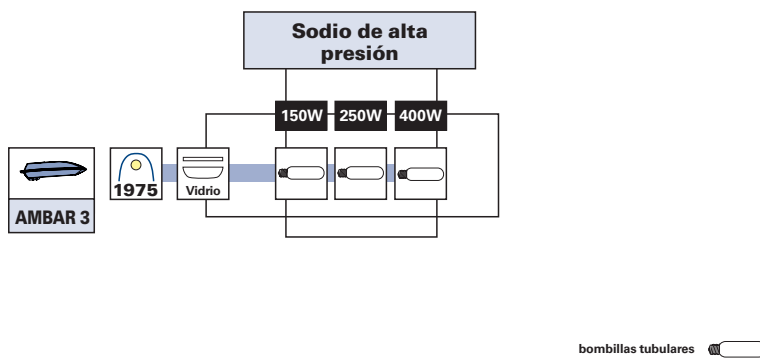 Sodio de alta
presión
150W 250W 400W
1975
Vidrio
AMBAR 3
bombillas tubulares